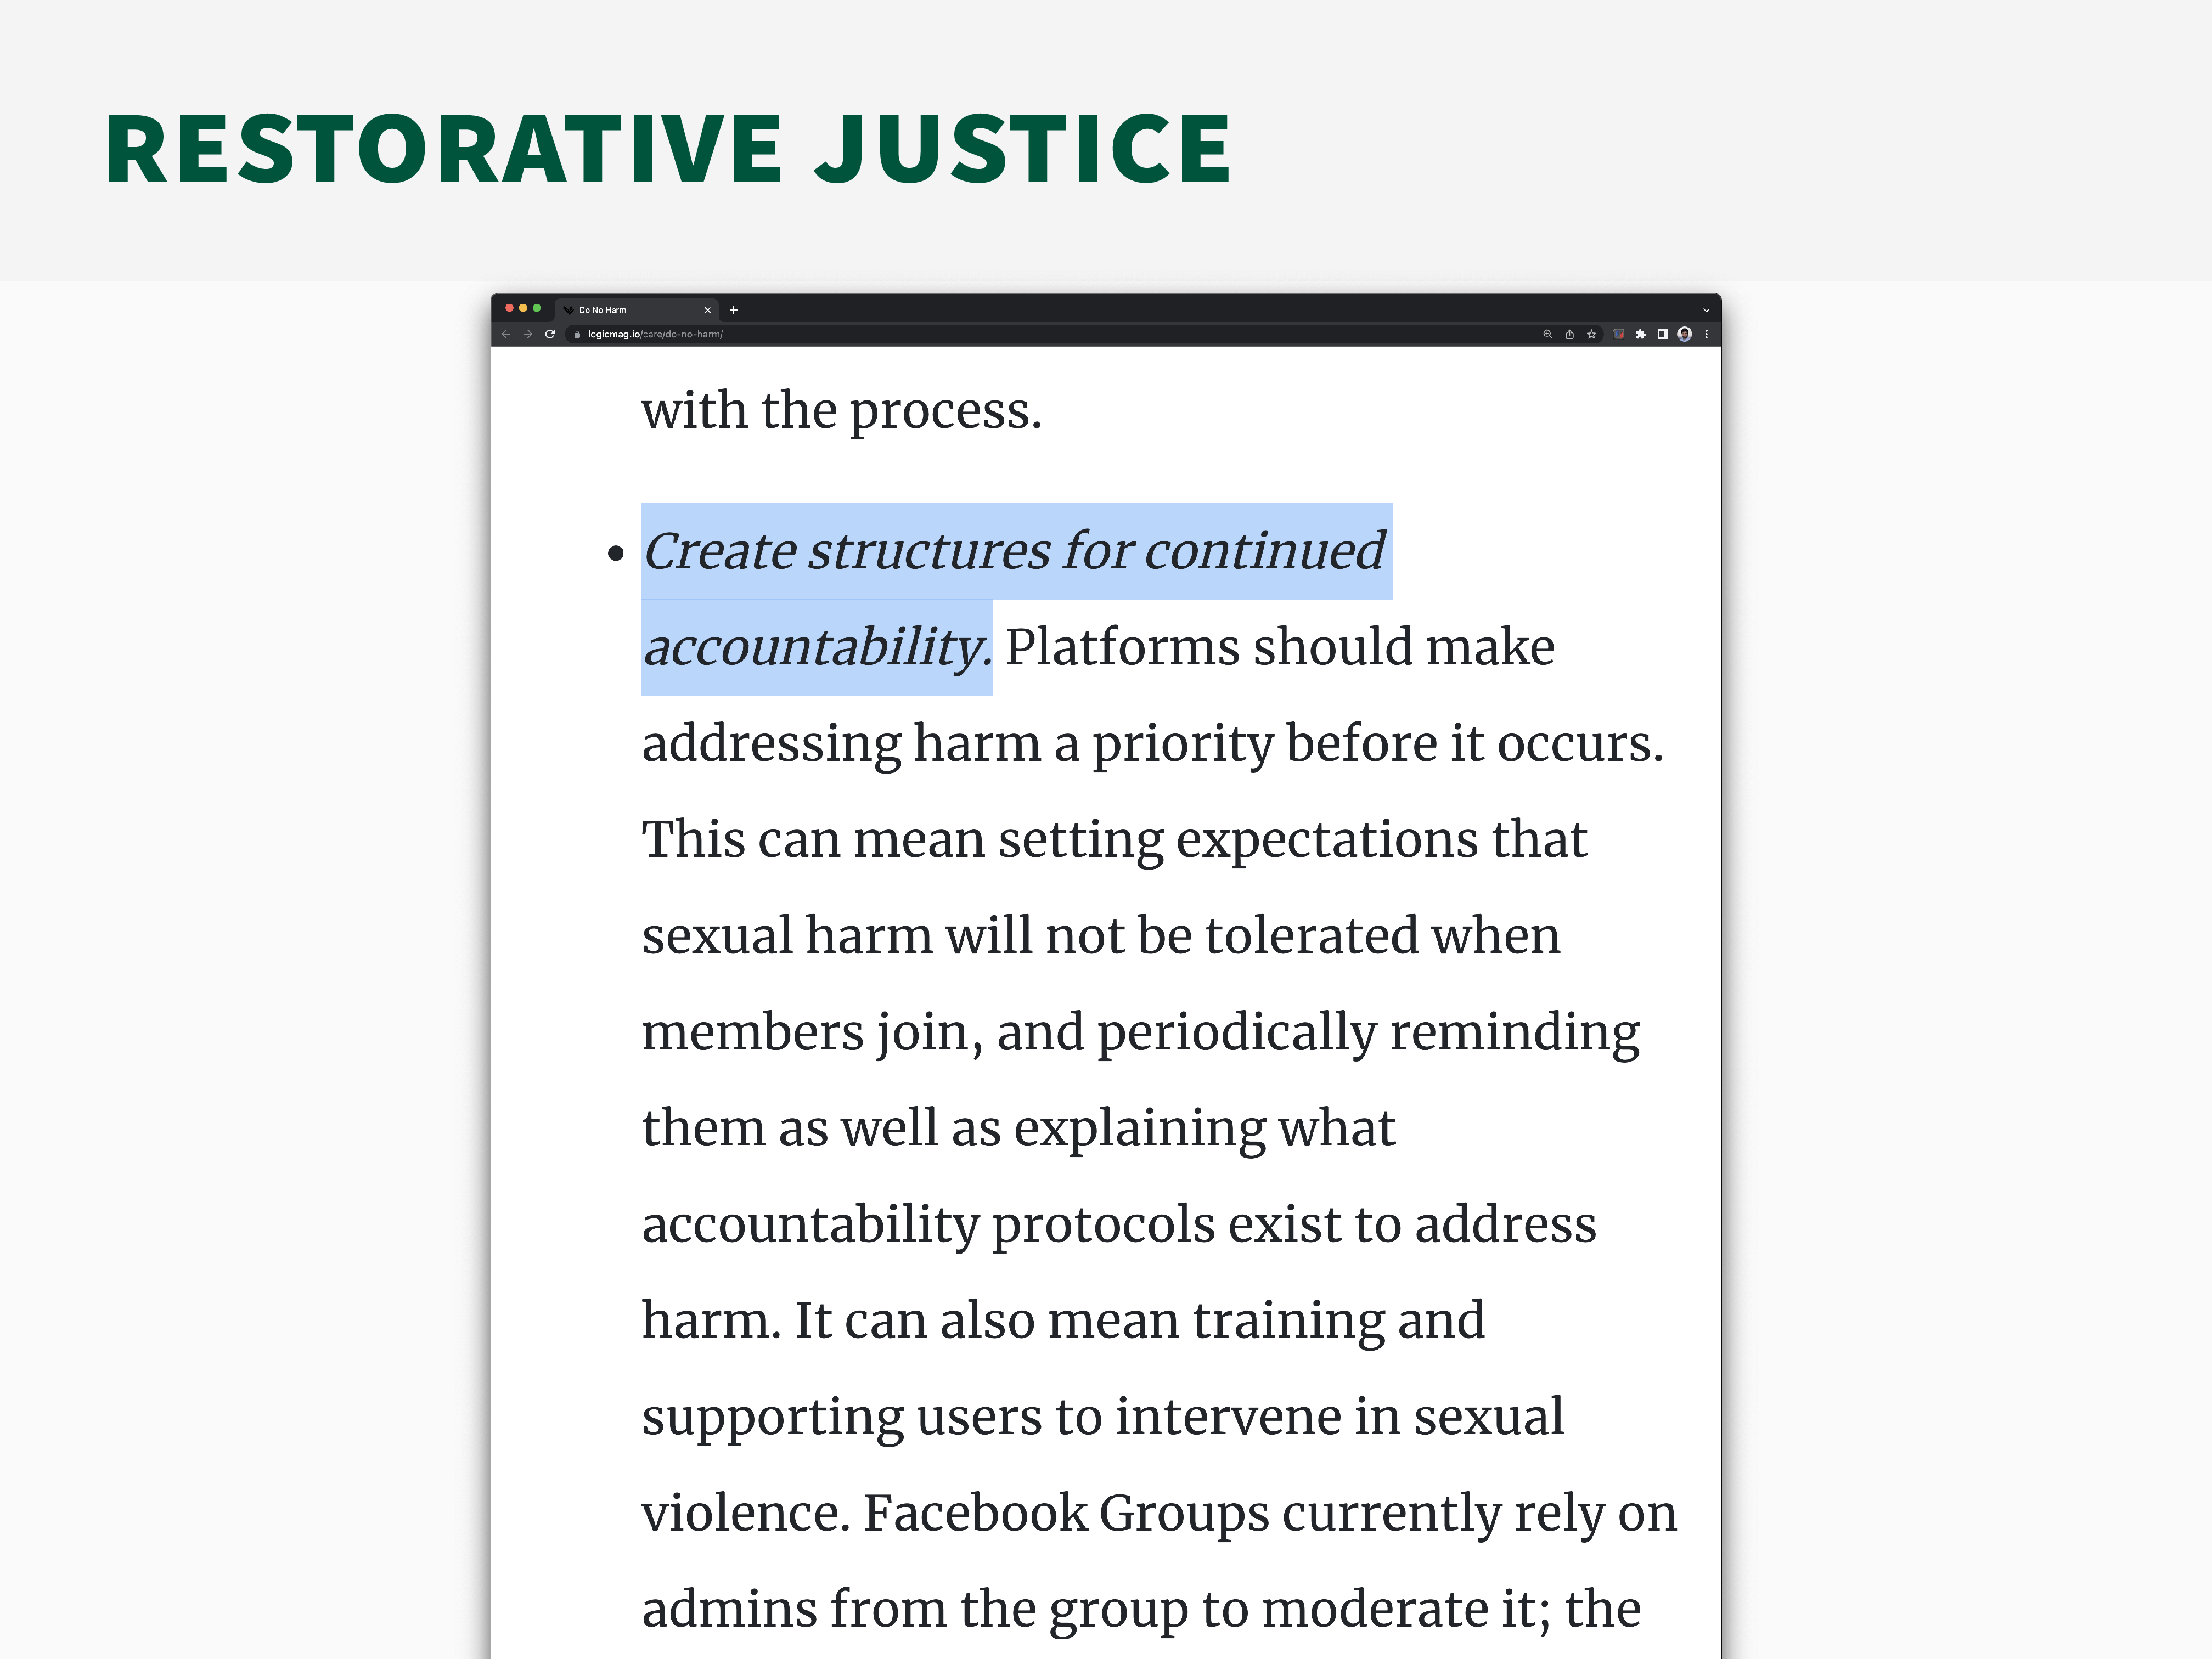 RESTORATIVE JUSTICE
Do No Harm
logicmag.io/care/do-no-harm/
with the process.
• Create structures for continued
accountability. Platforms should make
addressing harm a priority before it occurs.
This can mean setting expectations that
sexual harm will not be tolerated when
members join, and periodically reminding
them as well as explaining what
accountability protocols exist to address
harm. It can also mean training and
supporting users to intervene in sexual
violence. Facebook Groups currently rely on
admins from the group to moderate it; the